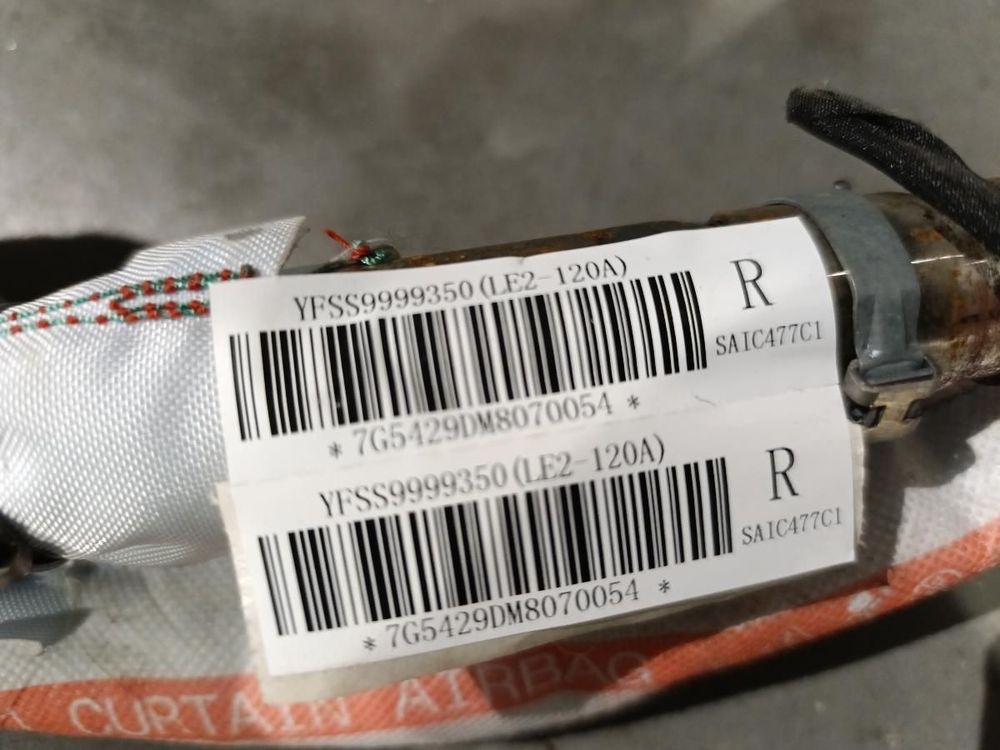 YFSS9999350(LE2-120A)
R
SAIC477C1
* 7G5429DM8070054 *
YFSS9999350(LE2-120A)
R
SAIC477C1
* 7G5429DM8070054 *
CURTAIN AIRBAG